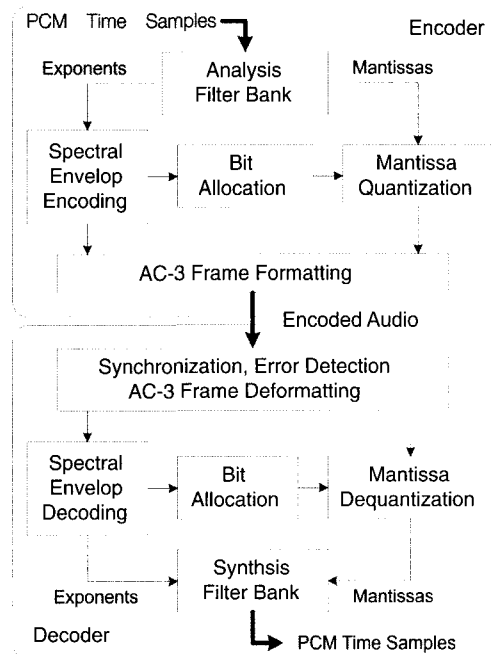 PCM Time Samples
Encoder
Exponents
Analysis
Filter Bank
Mantissas
Spectral
Envelop
Encoding
Bit
Allocation
Mantissa
Quantization
AC-3 Frame Formatting
Encoded Audio
Synchronization, Error Detection
AC-3 Frame Deformatting
Spectral
Envelop
Decoding
Bit
Allocation
Mantissa
Dequantization
Synthsis
Filter Bank
Exponents
Mantissas
Decoder
PCM Time Samples